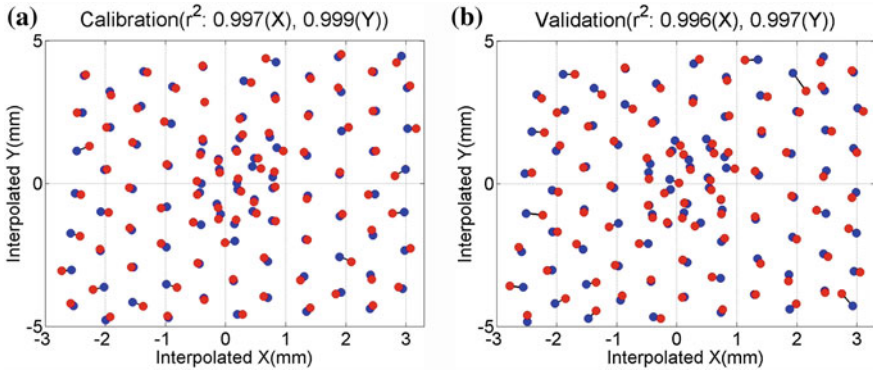 (a) Calibration(r²: 0.997(X), 0.999(Y))
5
0
-5
Interpolated Y(mm)
-3 -2 -1 0 1 2 3
Interpolated X(mm)
(b) Validation(r²: 0.996(X), 0.997(Y))
5
0
-5
Interpolated Y(mm)
-3 -2 -1 0 1 2 3
Interpolated X(mm)